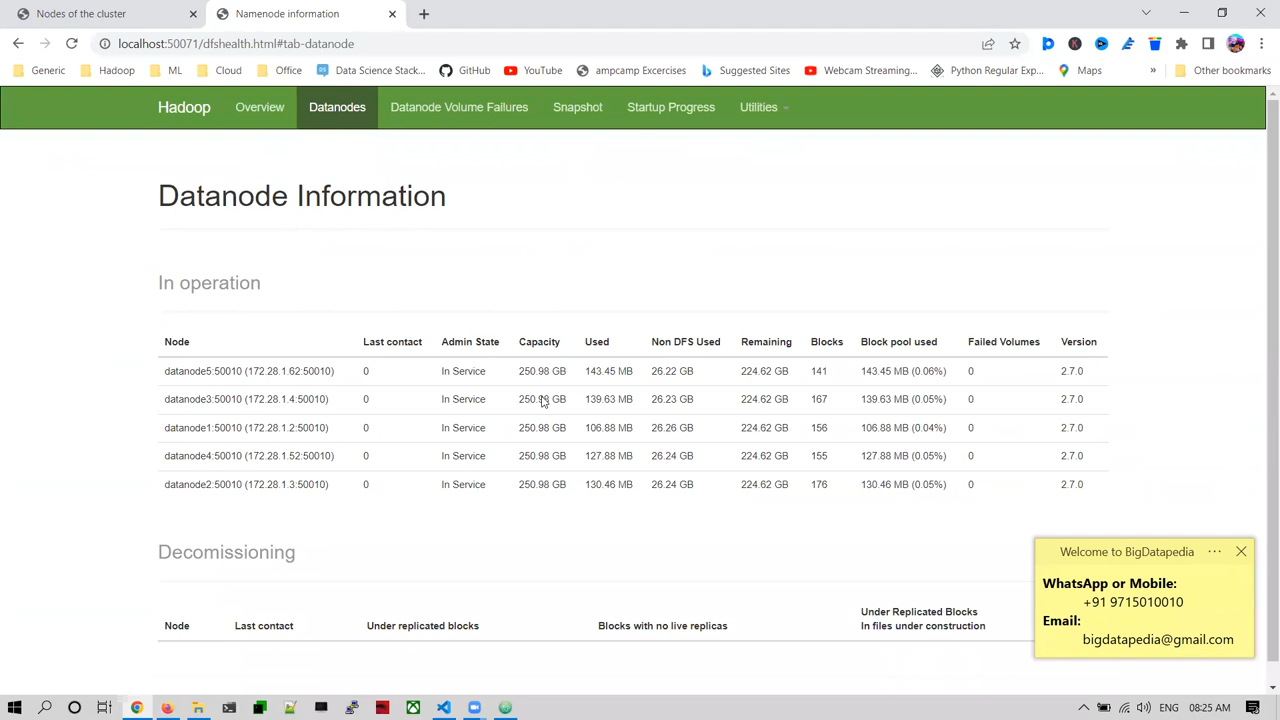 Nodes of the cluster
Namenode information
localhost:50071/dfshealth.html#tab-datanode
Generic Hadoop ML Cloud Office Data Science Stack... GitHub YouTube ampcamp Excercises Suggested Sites Webcam Streaming... Python Regular Exp... Maps » Other bookmarks
Hadoop Overview Datanodes Datanode Volume Failures Snapshot Startup Progress Utilities
Datanode Information
In operation
Node Last contact Admin State Capacity Used Non DFS Used Remaining Blocks Block pool used Failed Volumes Version
datanode5:50010 (172.28.1.62:50010) 0 In Service 250.98 GB 143.45 MB 26.22 GB 224.62 GB 141 143.45 MB (0.06%) 0 2.7.0
datanode3:50010 (172.28.1.4:50010) 0 In Service 250.98 GB 139.63 MB 26.23 GB 224.62 GB 167 139.63 MB (0.05%) 0 2.7.0
datanode1:50010 (172.28.1.2:50010) 0 In Service 250.98 GB 106.88 MB 26.26 GB 224.62 GB 156 106.88 MB (0.04%) 0 2.7.0
datanode4:50010 (172.28.1.52:50010) 0 In Service 250.98 GB 127.88 MB 26.24 GB 224.62 GB 155 127.88 MB (0.05%) 0 2.7.0
datanode2:50010 (172.28.1.3:50010) 0 In Service 250.98 GB 130.46 MB 26.24 GB 224.62 GB 176 130.46 MB (0.05%) 0 2.7.0
Decomissioning
Node Last contact Under replicated blocks Blocks with no live replicas Under Replicated Blocks
In files under construction
Welcome to BigDatapedia
WhatsApp or Mobile:
+91 9715010010
Email:
bigdatapedia@gmail.com
ENG 08:25 AM